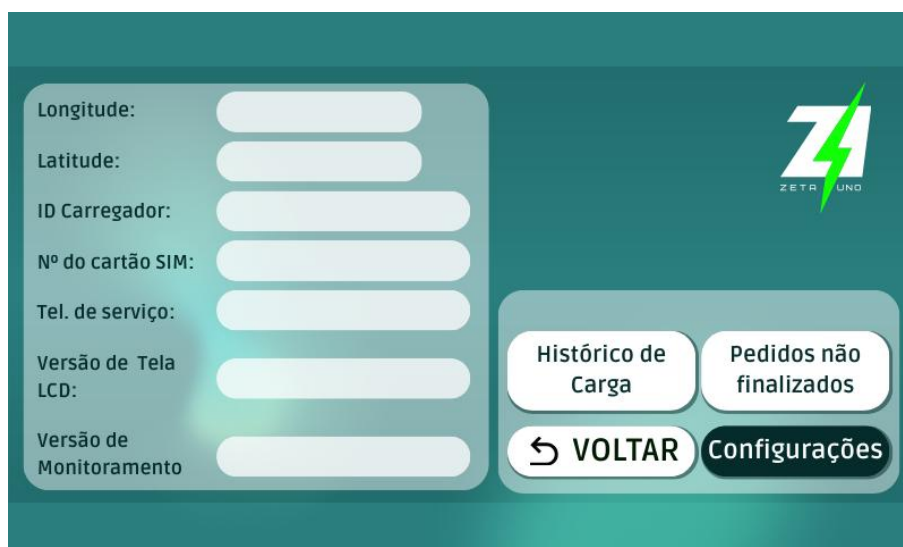 Longitude:
Latitude:
ID Carregador:
Nº do cartão SIM:
Tel. de serviço:
Versão de Tela
LCD:
Versão de
Monitoramento
Z1
ZETA UNO
Histórico de
Carga
Pedidos não
finalizados
VOLTAR
Configurações